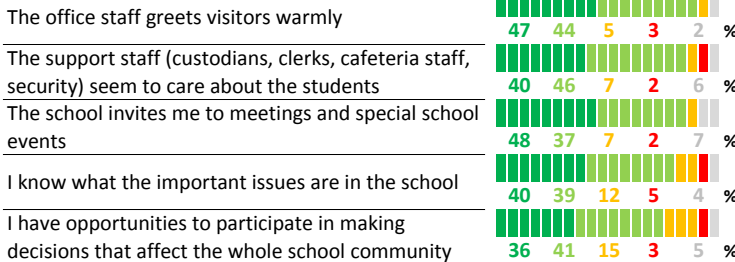 The office staff greets visitors warmly
47 44 5 3 2 %
The support staff (custodians, clerks, cafeteria staff,
security) seem to care about the students
40 46 7 2 6 %
The school invites me to meetings and special school
events
48 37 7 2 7 %
I know what the important issues are in the school
40 39 12 5 4 %
I have opportunities to participate in making
decisions that affect the whole school community
36 41 15 3 5 %